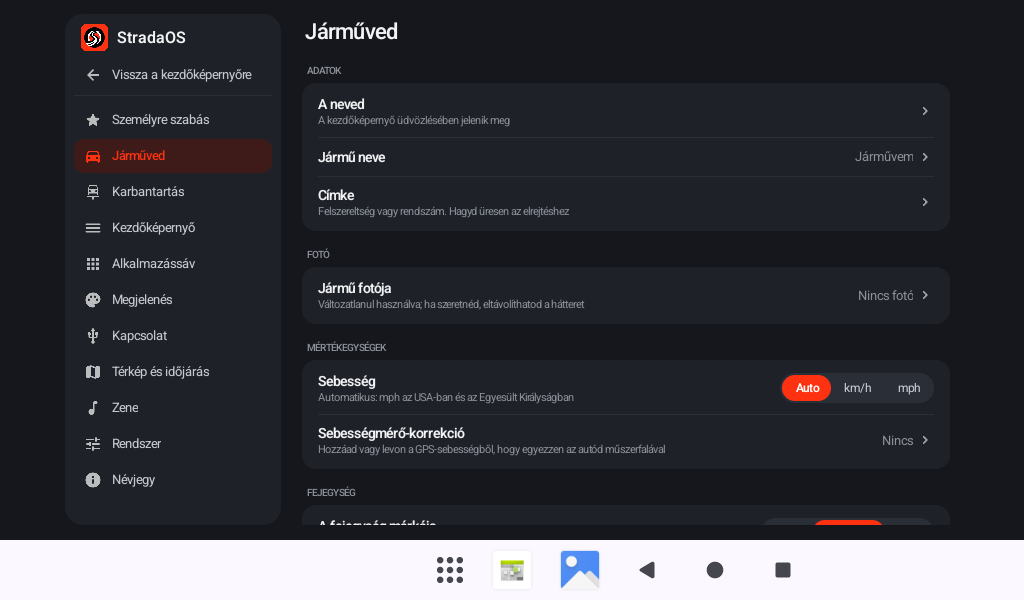 StradaOS
Vissza a kezdőképernyőre
Személyre szabás
Járműved
Karbantartás
Kezdőképernyő
Alkalmazássáv
Megjelenés
Kapcsolat
Térkép és időjárás
Zene
Rendszer
Névjegy
Járműved
ADATOK
A neved
A kezdőképernyő üdvözlésében jelenik meg
Jármű neve
Járművem
Címke
Felszereltség vagy rendszám. Hagyd üresen az elrejtéshez
FOTÓ
Jármű fotója
Változatlanul használva; ha szeretnéd, eltávolíthatod a hátteret
Nincs fotó
MÉRTÉKEGYSÉGEK
Sebesség
Automatikus: mph az USA-ban és az Egyesült Királyságban
Auto km/h mph
Sebességmérő-korrekció
Hozzáad vagy levon a GPS-sebességből, hogy egyezzen az autód műszerfalával
Nincs
FEJEGYSÉG
A fejegység márkája